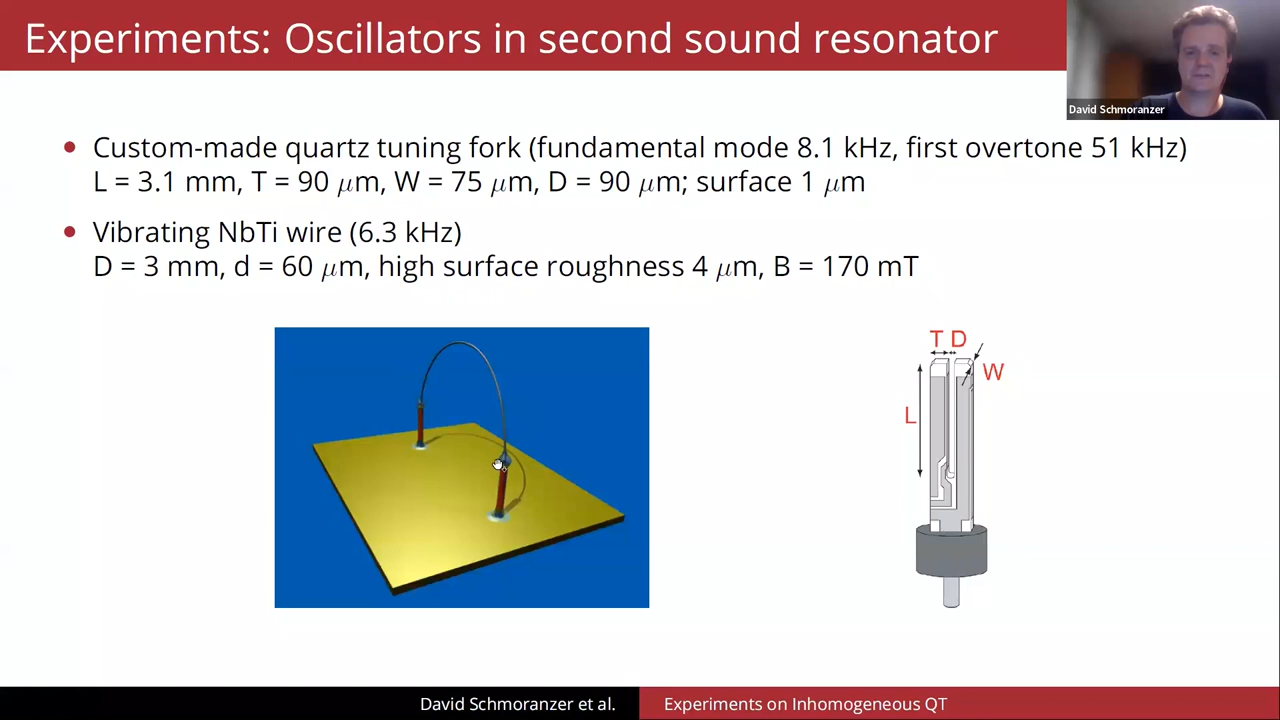 Experiments: Oscillators in second sound resonator
David Schmoranzer
Custom-made quartz tuning fork (fundamental mode 8.1 kHz, first overtone 51 kHz)
L = 3.1 mm, T = 90 μm, W = 75 μm, D = 90 μm; surface 1 μm
Vibrating NbTi wire (6.3 kHz)
D = 3 mm, d = 60 μm, high surface roughness 4 μm, B = 170 mT
T D
W
L
David Schmoranzer et al.
Experiments on Inhomogeneous QT